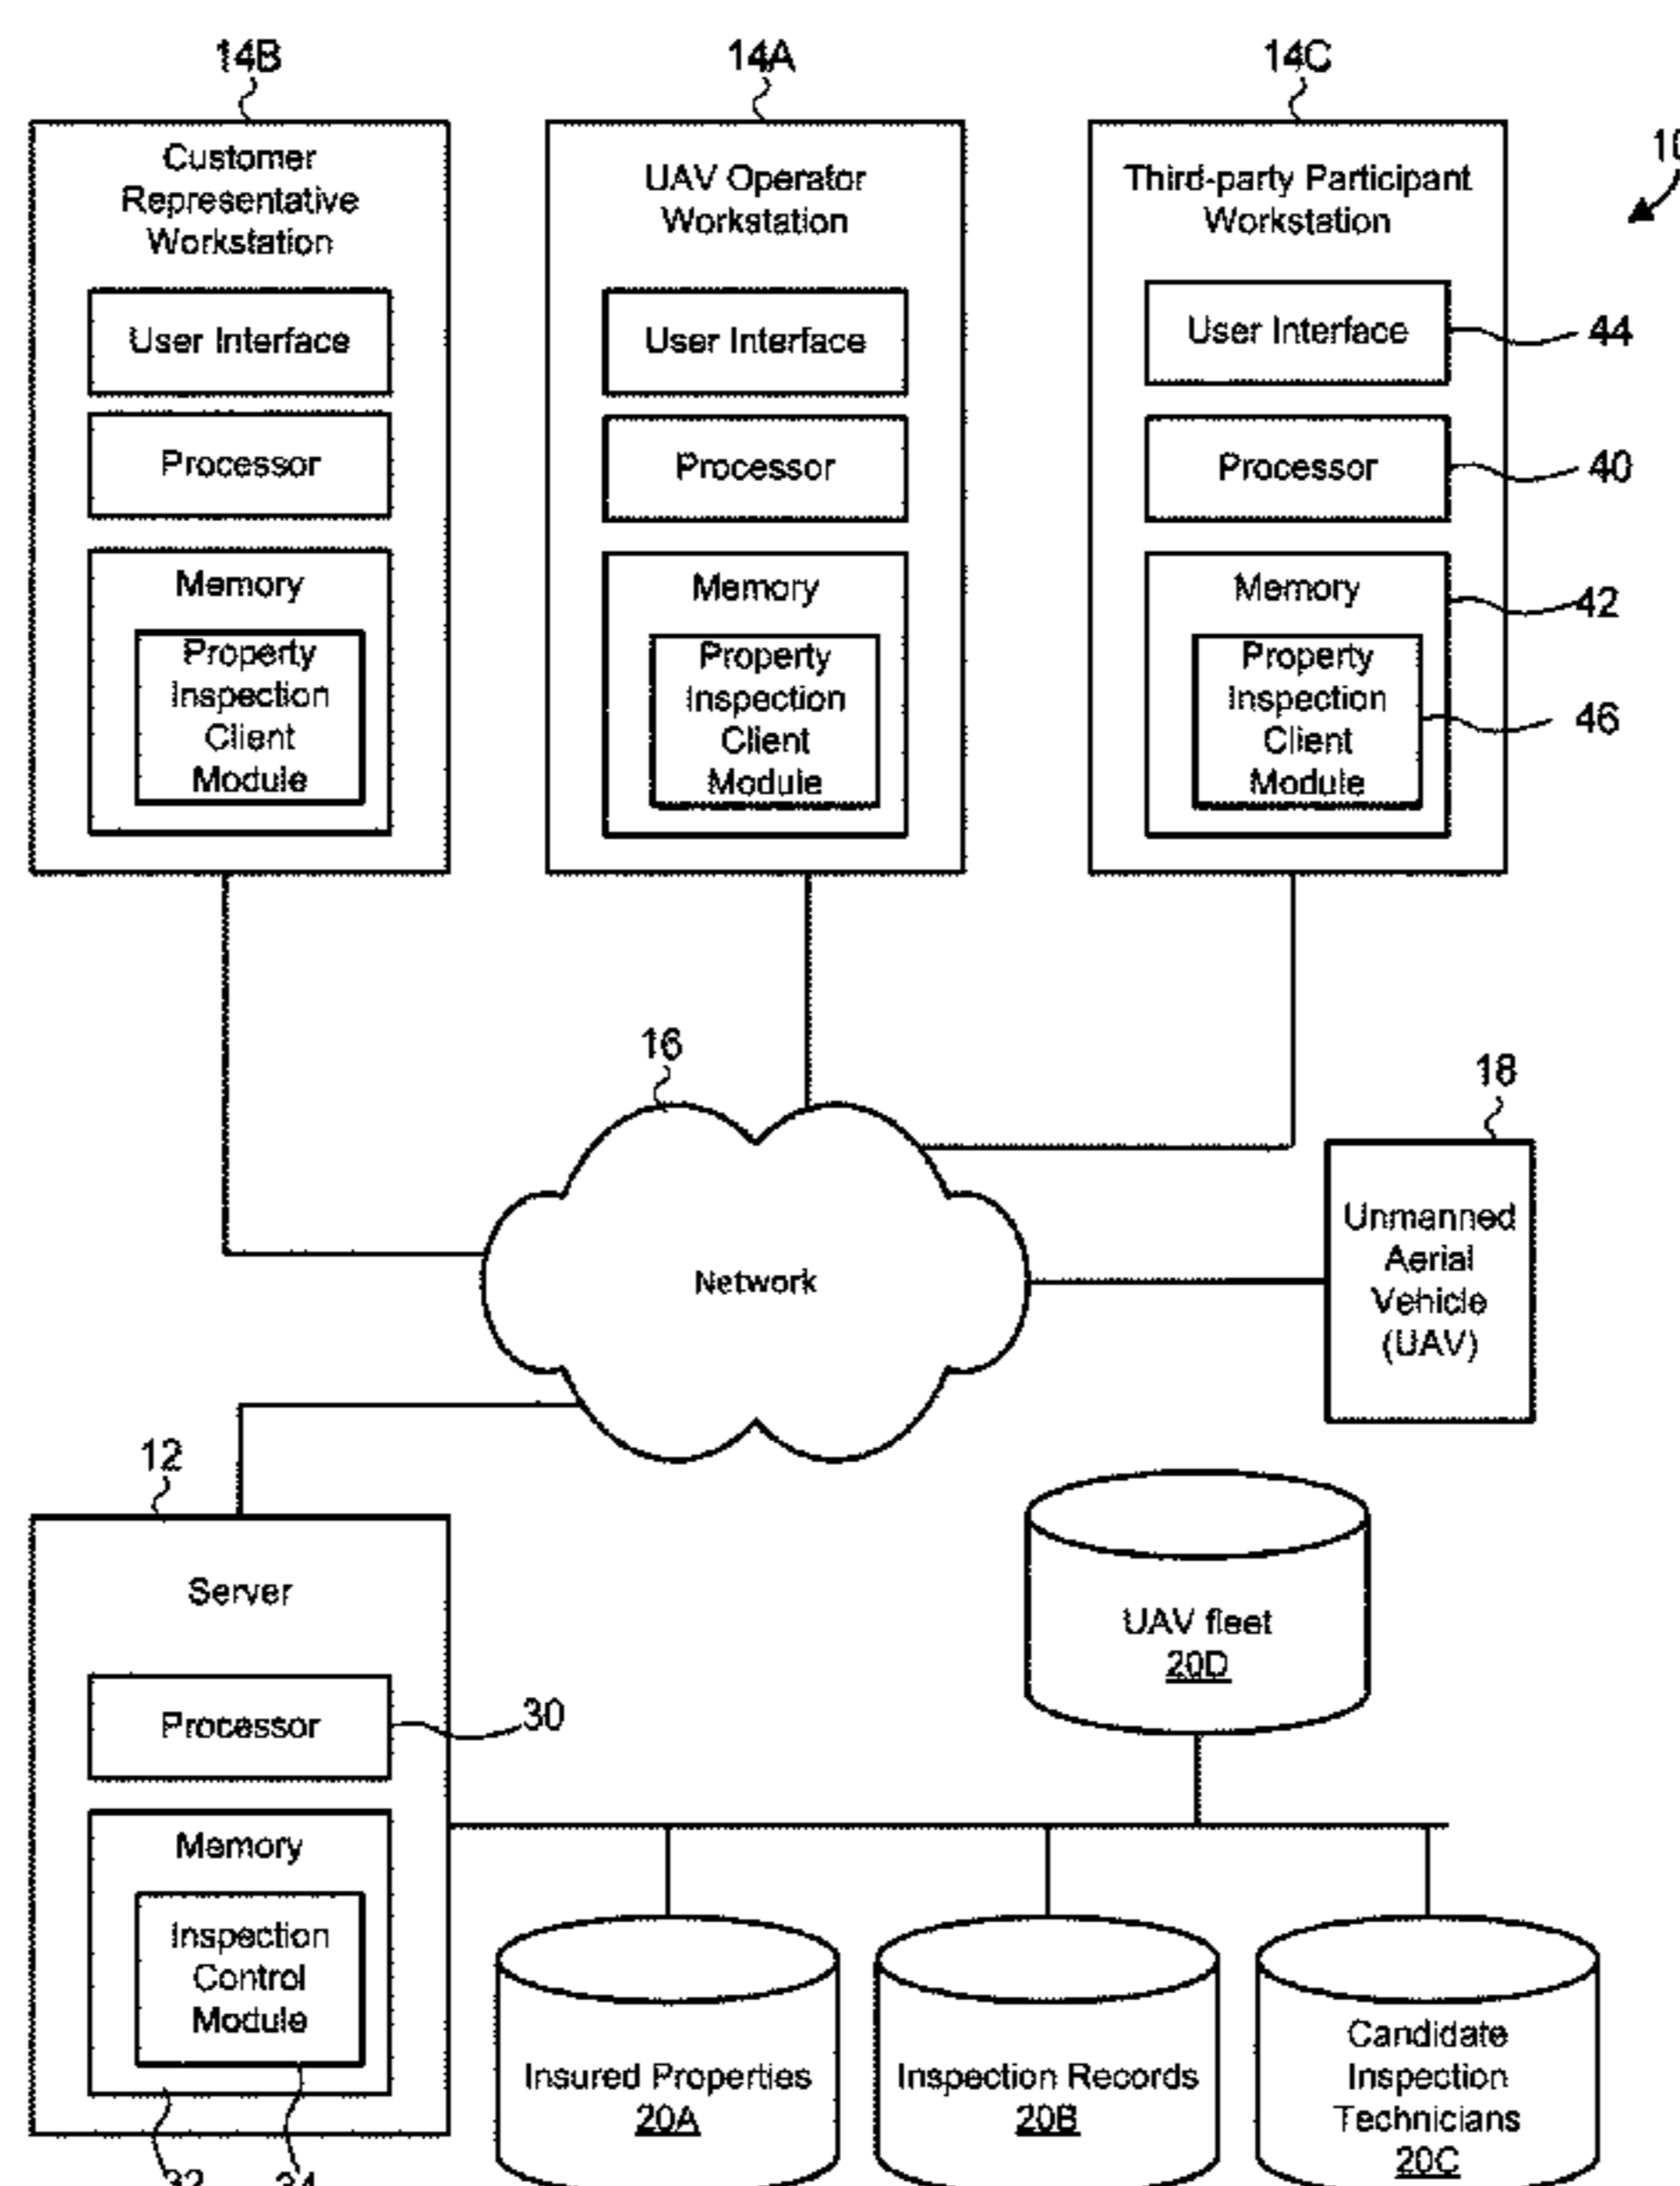 14B
14A
14C
10
Customer
Representative
Workstation
UAV Operator
Workstation
Third-party Participant
Workstation
User Interface
User Interface
User Interface
44
Processor
Processor
Processor
40
Memory
Memory
Memory
42
Property
Inspection
Client
Module
Property
Inspection
Client
Module
Property
Inspection
Client
Module
46
16
18
Network
Unmanned
Aerial
Vehicle
(UAV)
12
Server
UAV fleet
20D
Processor
30
Memory
Inspection
Control
Module
Insured Properties
20A
Inspection Records
20B
Candidate
Inspection
Technicians
20C
32
34